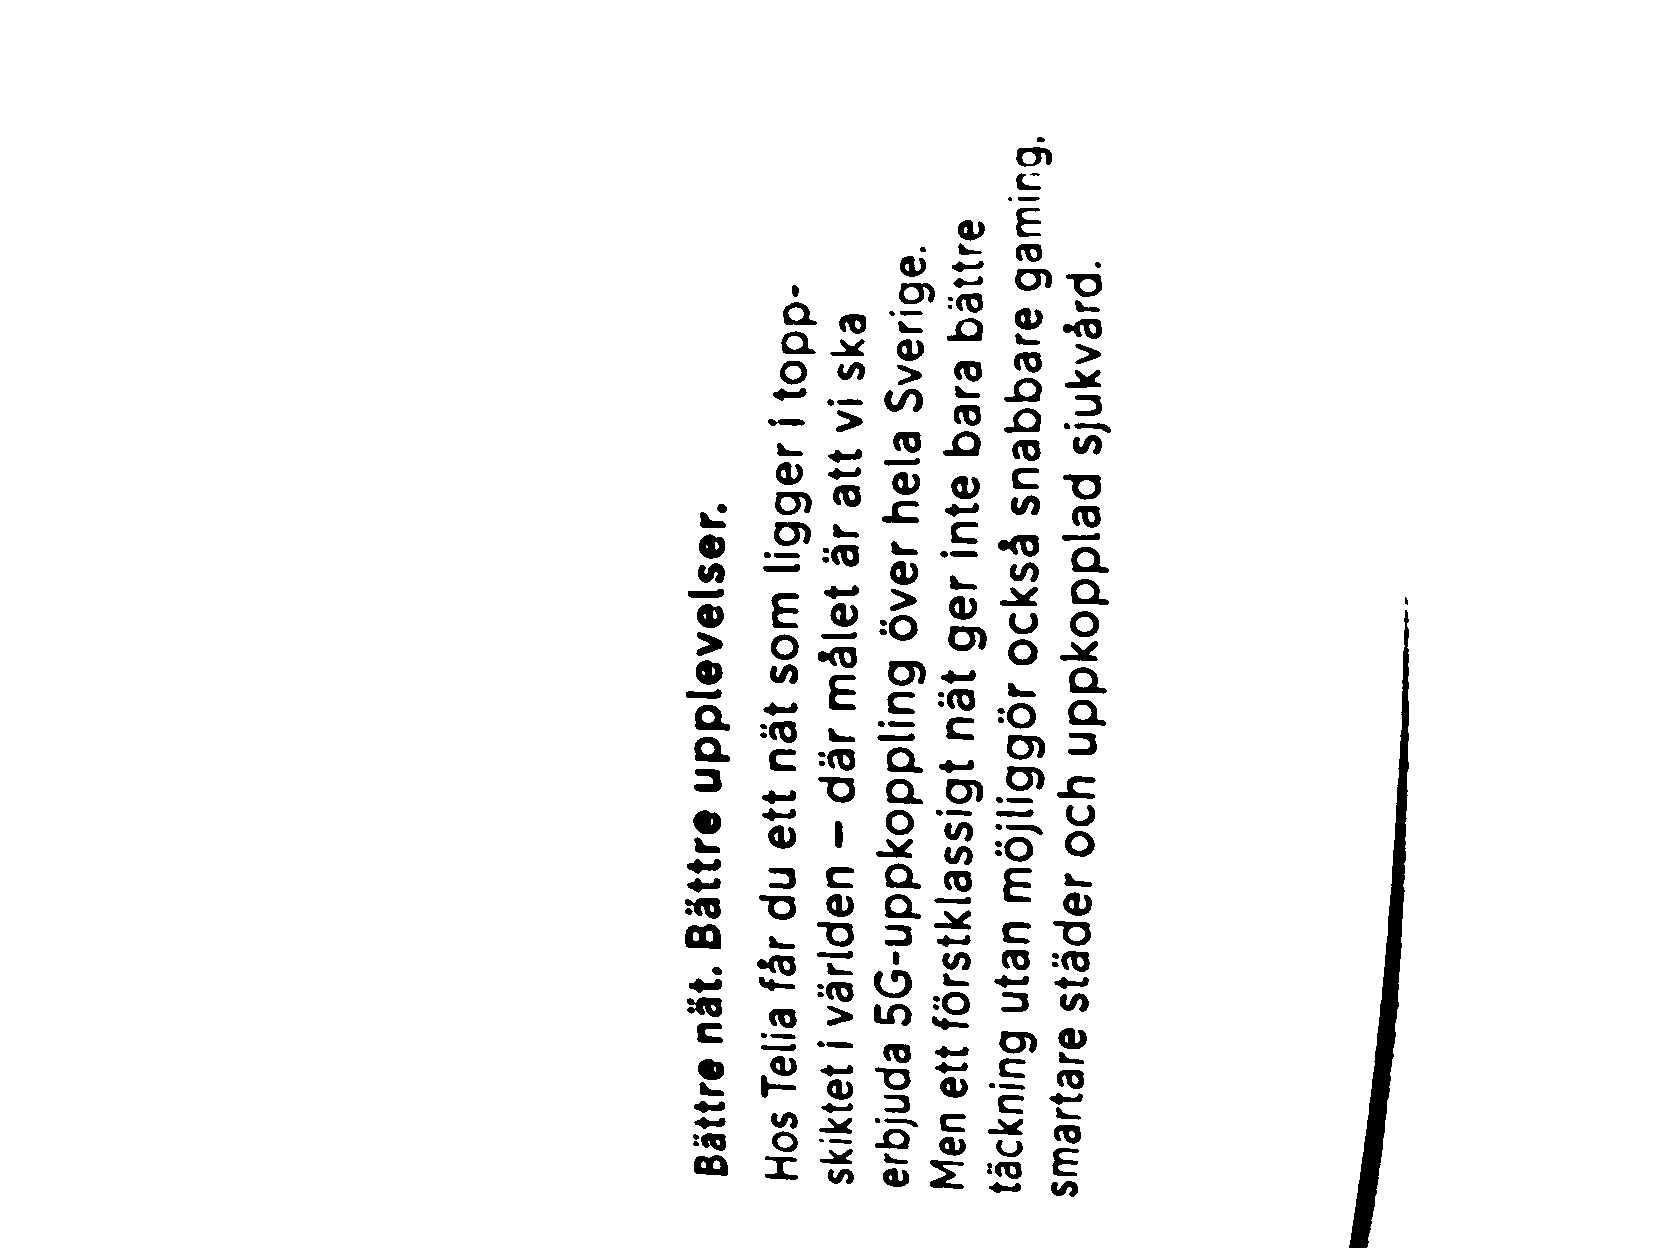 Bättre nät. Bättre upplevelser.
Hos Telia får du ett nät som ligger i topp-
skiktet i världen – där målet är att vi ska
erbjuda 5G-uppkoppling över hela Sverige.
Men ett förstklassigt nät ger inte bara bättre
täckning utan möjliggör också snabbare gaming,
smartare städer och uppkopplad sjukvård.